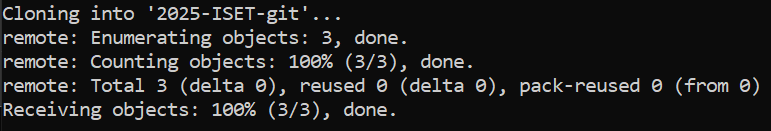 Cloning into '2025-ISET-git'...
remote: Enumerating objects: 3, done.
remote: Counting objects: 100% (3/3), done.
remote: Total 3 (delta 0), reused 0 (delta 0), pack-reused 0 (from 0)
Receiving objects: 100% (3/3), done.